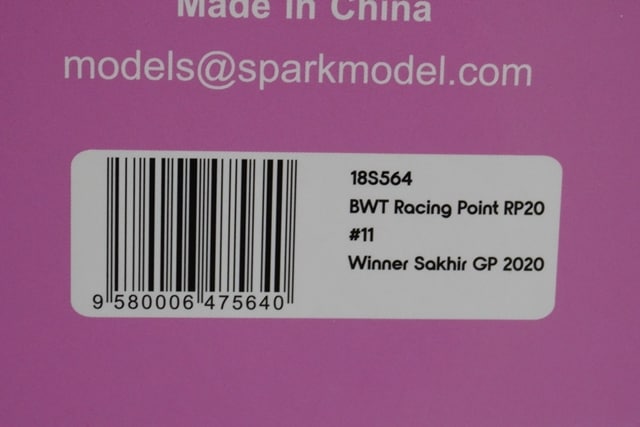 Made in China
models@sparkmodel.com
18S564
BWT Racing Point RP20
#11
Winner Sakhir GP 2020
9 580006 475640